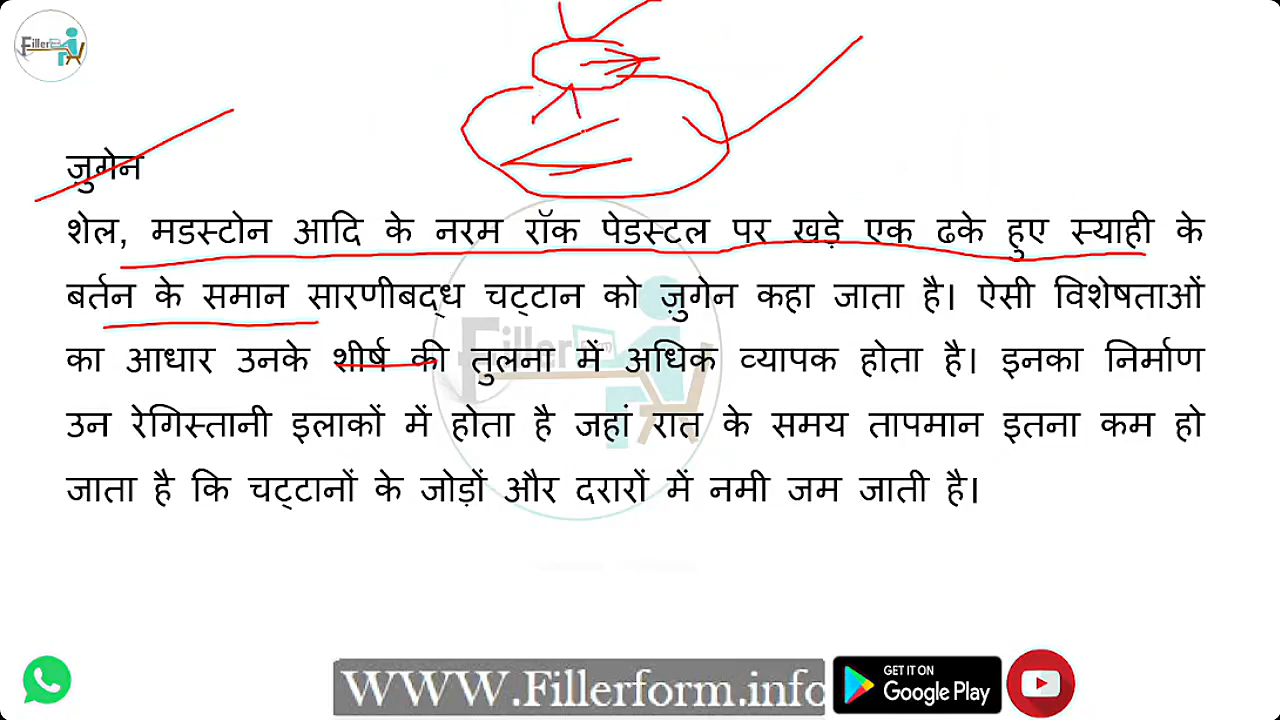 Filler
ज़ुगेन
शेल, मडस्टोन आदि के नरम रॉक पेडस्टल पर खड़े एक ढके हुए स्याही के
बर्तन के समान सारणीबद्ध चट्टान को ज़ुगेन कहा जाता है। ऐसी विशेषताओं
का आधार उनके शीर्ष की तुलना में अधिक व्यापक होता है। इनका निर्माण
उन रेगिस्तानी इलाकों में होता है जहां रात के समय तापमान इतना कम हो
जाता है कि चट्टानों के जोड़ों और दरारों में नमी जम जाती है।
Filler
WWW.Fillerform.info
GET IT ON
Google Play